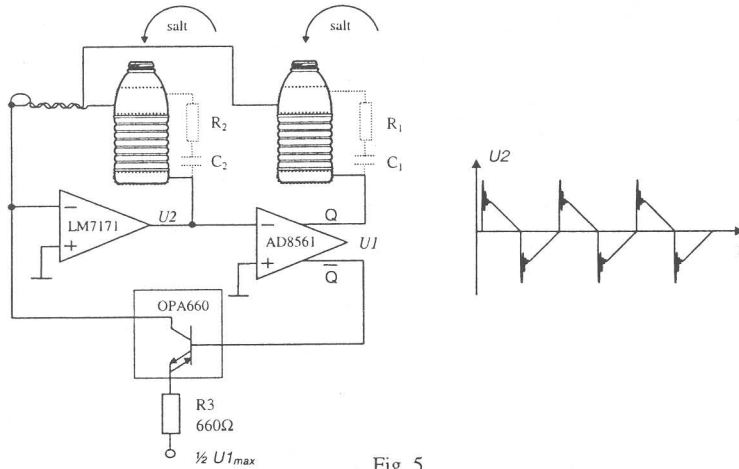 salt
salt
R2
R1
C2
C1
U2
−
LM7171
+
U2
−
AD8561
+
Q
U1
Q̅
OPA660
R3
660Ω
½ U1max
Fig. 5